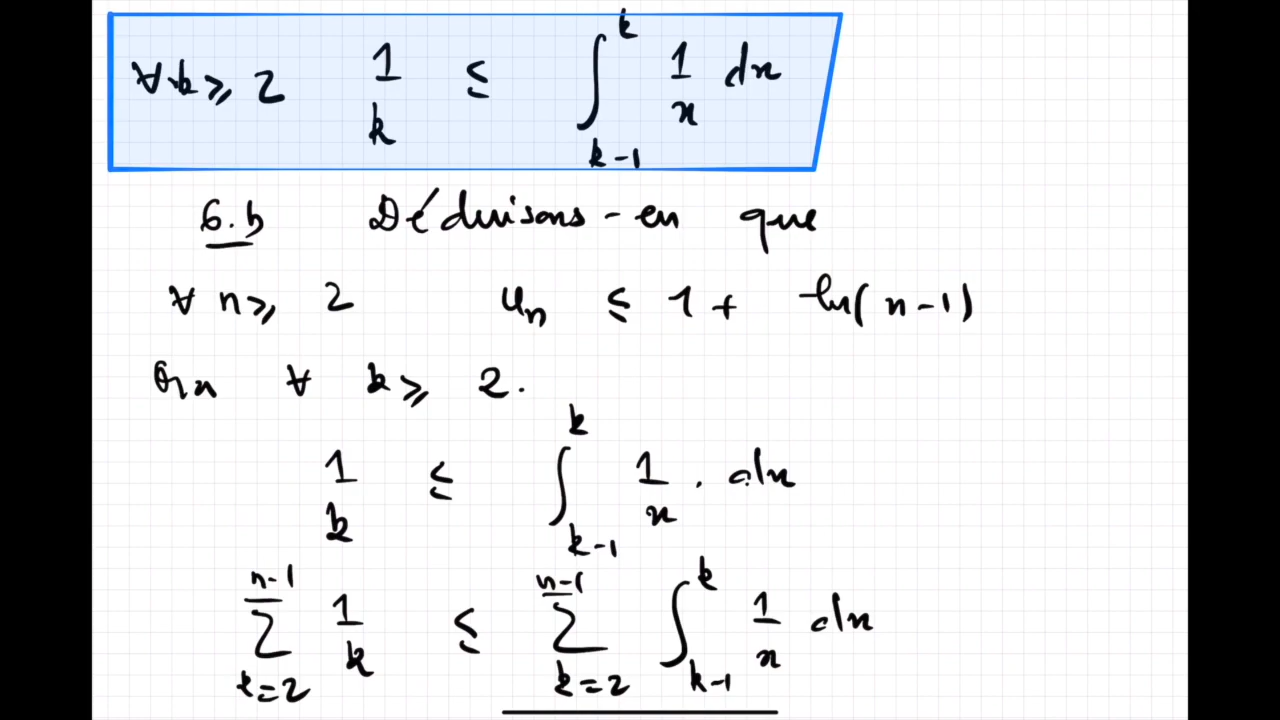 ∀ k ≥ 2   1/k ≤ ∫_{k-1}^{k} 1/x dx
6.b Déduisons-en que
∀ n ≥ 2   u_n ≤ 1 + ln(n-1)
On a ∀ k ≥ 2.
1/k ≤ ∫_{k-1}^{k} 1/x . dx
∑_{k=2}^{n-1} 1/k ≤ ∑_{k=2}^{n-1} ∫_{k-1}^{k} 1/x dx